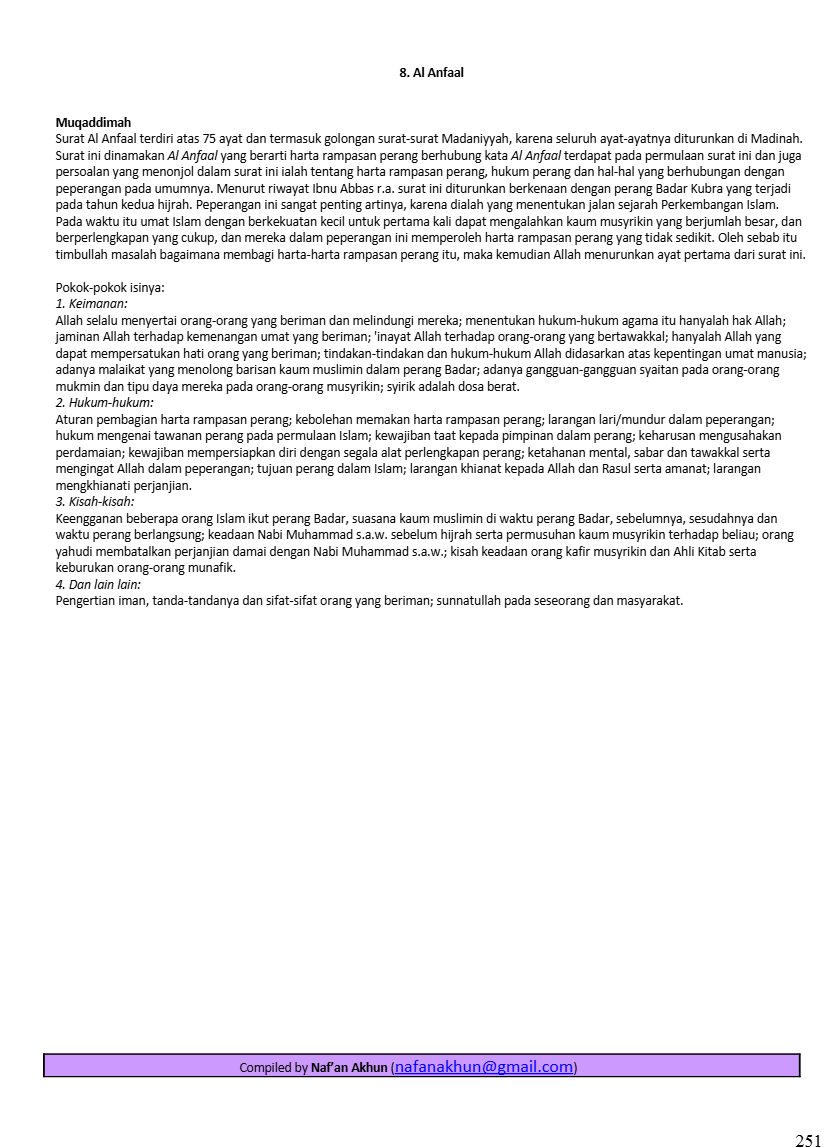 8. Al Anfaal
Muqaddimah
Surat Al Anfaal terdiri atas 75 ayat dan termasuk golongan surat-surat Madaniyyah, karena seluruh ayat-ayatnya diturunkan di Madinah.
Surat ini dinamakan Al Anfaal yang berarti harta rampasan perang berhubung kata Al Anfaal terdapat pada permulaan surat ini dan juga
persoalan yang menonjol dalam surat ini ialah tentang harta rampasan perang, hukum perang dan hal-hal yang berhubungan dengan
peperangan pada umumnya. Menurut riwayat Ibnu Abbas r.a. surat ini diturunkan berkenaan dengan perang Badar Kubra yang terjadi
pada tahun kedua hijrah. Peperangan ini sangat penting artinya, karena dialah yang menentukan jalan sejarah Perkembangan Islam.
Pada waktu itu umat Islam dengan berkekuatan kecil untuk pertama kali dapat mengalahkan kaum musyrikin yang berjumlah besar, dan
berperlengkapan yang cukup, dan mereka dalam peperangan ini memperoleh harta rampasan perang yang tidak sedikit. Oleh sebab itu
timbullah masalah bagaimana membagi harta-harta rampasan perang itu, maka kemudian Allah menurunkan ayat pertama dari surat ini.
Pokok-pokok isinya:
1. Keimanan:
Allah selalu menyertai orang-orang yang beriman dan melindungi mereka; menentukan hukum-hukum agama itu hanyalah hak Allah;
jaminan Allah terhadap kemenangan umat yang beriman; 'inayat Allah terhadap orang-orang yang bertawakkal; hanyalah Allah yang
dapat mempersatukan hati orang yang beriman; tindakan-tindakan dan hukum-hukum Allah didasarkan atas kepentingan umat manusia;
adanya malaikat yang menolong barisan kaum muslimin dalam perang Badar; adanya gangguan-gangguan syaitan pada orang-orang
mukmin dan tipu daya mereka pada orang-orang musyrikin; syirik adalah dosa berat.
2. Hukum-hukum:
Aturan pembagian harta rampasan perang; kebolehan memakan harta rampasan perang; larangan lari/mundur dalam peperangan;
hukum mengenai tawanan perang pada permulaan Islam; kewajiban taat kepada pimpinan dalam perang; keharusan mengusahakan
perdamaian; kewajiban mempersiapkan diri dengan segala alat perlengkapan perang; ketahanan mental, sabar dan tawakkal serta
mengingat Allah dalam peperangan; tujuan perang dalam Islam; larangan khianat kepada Allah dan Rasul serta amanat; larangan
mengkhianati perjanjian.
3. Kisah-kisah:
Keengganan beberapa orang Islam ikut perang Badar, suasana kaum muslimin di waktu perang Badar, sebelumnya, sesudahnya dan
waktu perang berlangsung; keadaan Nabi Muhammad s.a.w. sebelum hijrah serta permusuhan kaum musyrikin terhadap beliau; orang
yahudi membatalkan perjanjian damai dengan Nabi Muhammad s.a.w.; kisah keadaan orang kafir musyrikin dan Ahli Kitab serta
keburukan orang-orang munafik.
4. Dan lain lain:
Pengertian iman, tanda-tandanya dan sifat-sifat orang yang beriman; sunnatullah pada seseorang dan masyarakat.
Compiled by Naf’an Akhun (nafanakhun@gmail.com)
251